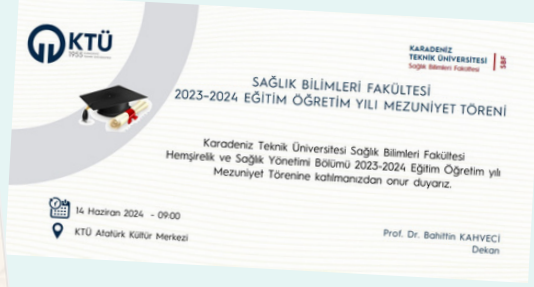 KTÜ
1955
KARADENİZ
TEKNİK ÜNİVERSİTESİ
Sağlık Bilimleri Fakültesi
SBF
SAĞLIK BİLİMLERİ FAKÜLTESİ
2023-2024 EĞİTİM ÖĞRETİM YILI MEZUNİYET TÖRENİ
Karadeniz Teknik Üniversitesi Sağlık Bilimleri Fakültesi
Hemşirelik ve Sağlık Yönetimi Bölümü 2023-2024 Eğitim Öğretim yılı
Mezuniyet Törenine katılmanızdan onur duyarız.
14 Haziran 2024 - 09:00
KTÜ Atatürk Kültür Merkezi
Prof. Dr. Bahittin KAHVECİ
Dekan